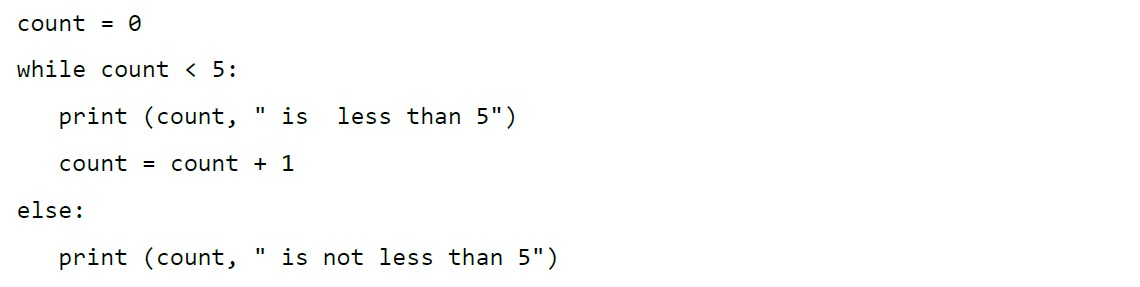 count = 0
while count < 5:
   print (count, " is  less than 5")
   count = count + 1
else:
   print (count, " is not less than 5")